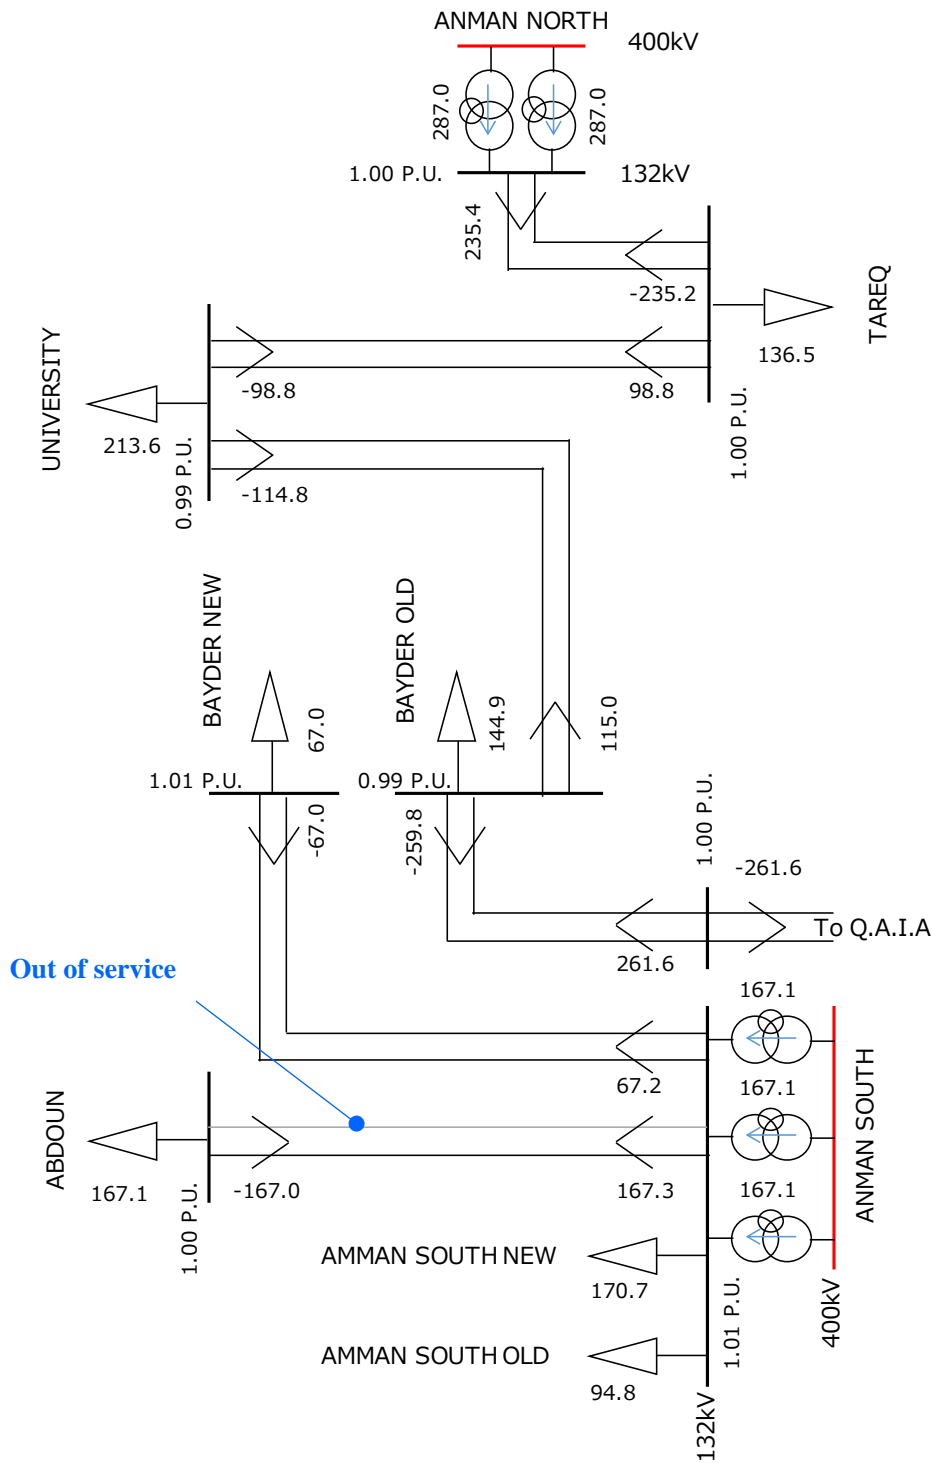 ANMAN NORTH
400kV
287.0
287.0
1.00 P.U.
132kV
235.4
-235.2
TAREQ
136.5
UNIVERSITY
-98.8
98.8
213.6
0.99 P.U.
1.00 P.U.
-114.8
BAYDER NEW
BAYDER OLD
67.0
144.9
115.0
1.01 P.U.
0.99 P.U.
-67.0
-259.8
1.00 P.U.
-261.6
To Q.A.I.A
261.6
Out of service
167.1
67.2
ANMAN SOUTH
167.1
ABDOUN
167.1
1.00 P.U.
-167.0
167.3
167.1
AMMAN SOUTH NEW
170.7
1.01 P.U.
400kV
AMMAN SOUTH OLD
94.8
132kV